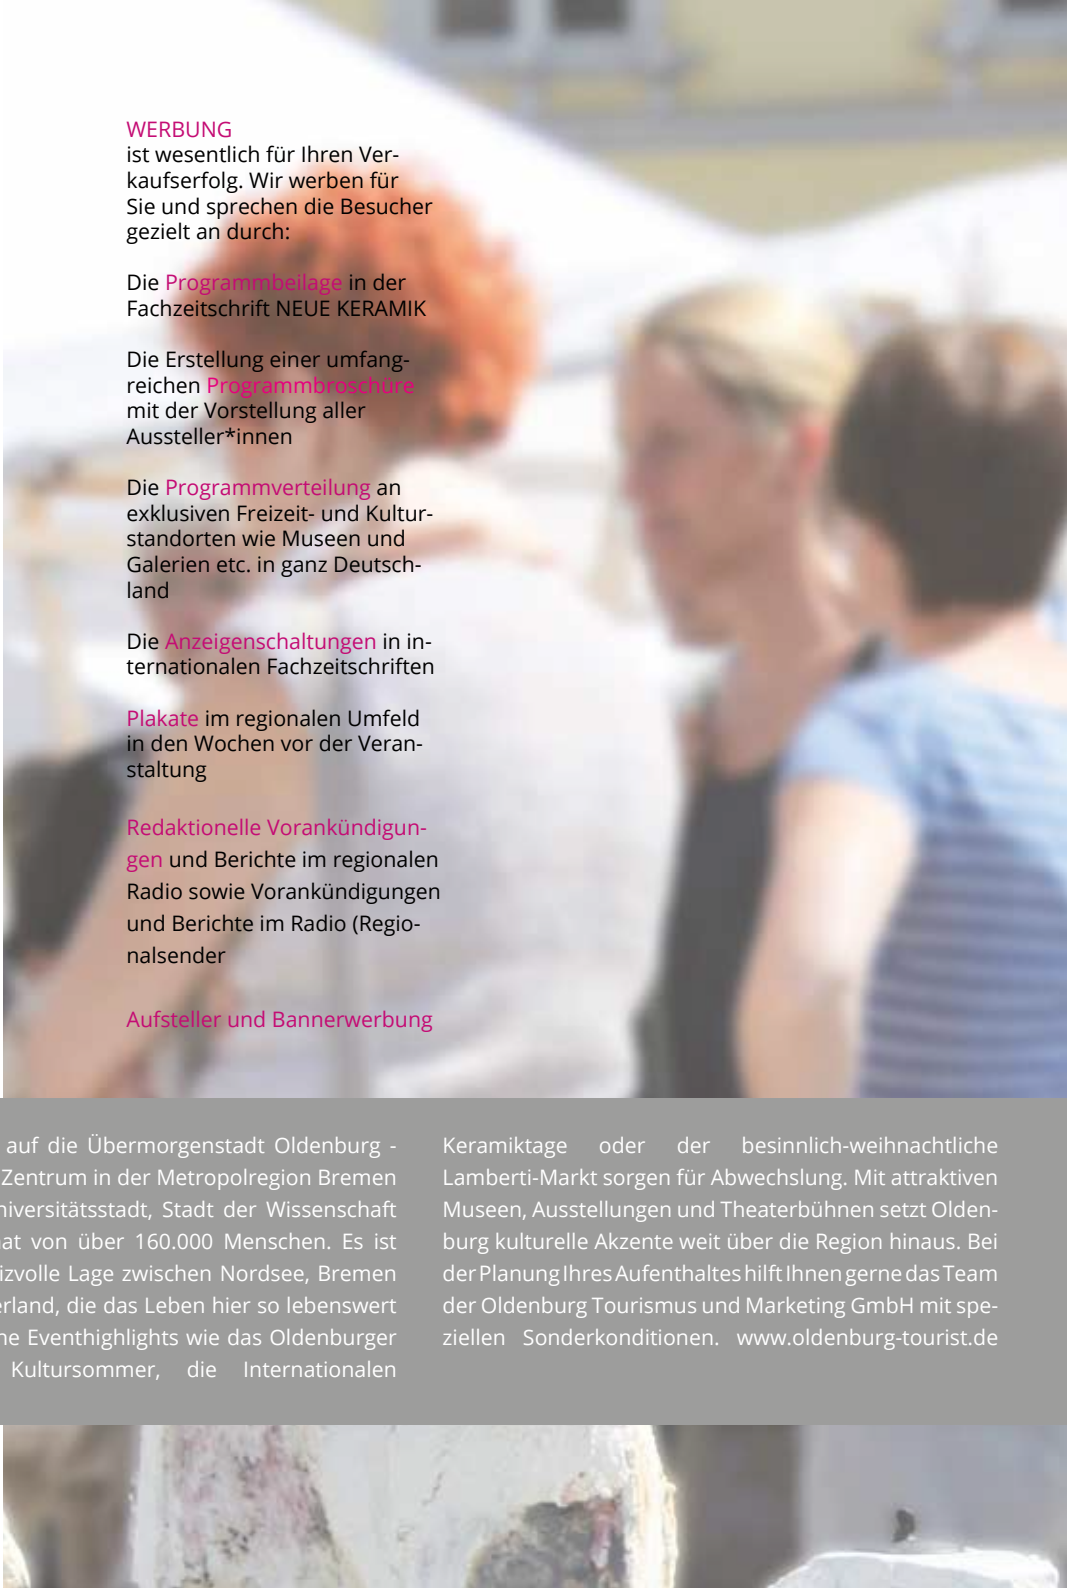 WERBUNG
ist wesentlich für Ihren Ver-
kaufserfolg. Wir werben für
Sie und sprechen die Besucher
gezielt an durch:
Die Programmbeilage in der
Fachzeitschrift NEUE KERAMIK
Die Erstellung einer umfang-
reichen Programmbroschüre
mit der Vorstellung aller
Aussteller*innen
Die Programmverteilung an
exklusiven Freizeit- und Kultur-
standorten wie Museen und
Galerien etc. in ganz Deutsch-
land
Die Anzeigenschaltungen in in-
ternationalen Fachzeitschriften
Plakate im regionalen Umfeld
in den Wochen vor der Veran-
staltung
Redaktionelle Vorankündigun-
gen und Berichte im regionalen
Radio sowie Vorankündigungen
und Berichte im Radio (Regio-
nalsender
Aufsteller und Bannerwerbung
auf die Übermorgenstadt Oldenburg -
Zentrum in der Metropolregion Bremen
niversitätsstadt, Stadt der Wissenschaft
at von über 160.000 Menschen. Es ist
izvolle Lage zwischen Nordsee, Bremen
erland, die das Leben hier so lebenswert
he Eventhighlights wie das Oldenburger
Kultursommer, die Internationalen
Keramiktage oder der besinnlich-weihnachtliche
Lamberti-Markt sorgen für Abwechslung. Mit attraktiven
Museen, Ausstellungen und Theaterbühnen setzt Olden-
burg kulturelle Akzente weit über die Region hinaus. Bei
der Planung Ihres Aufenthaltes hilft Ihnen gerne das Team
der Oldenburg Tourismus und Marketing GmbH mit spe-
ziellen Sonderkonditionen. www.oldenburg-tourist.de